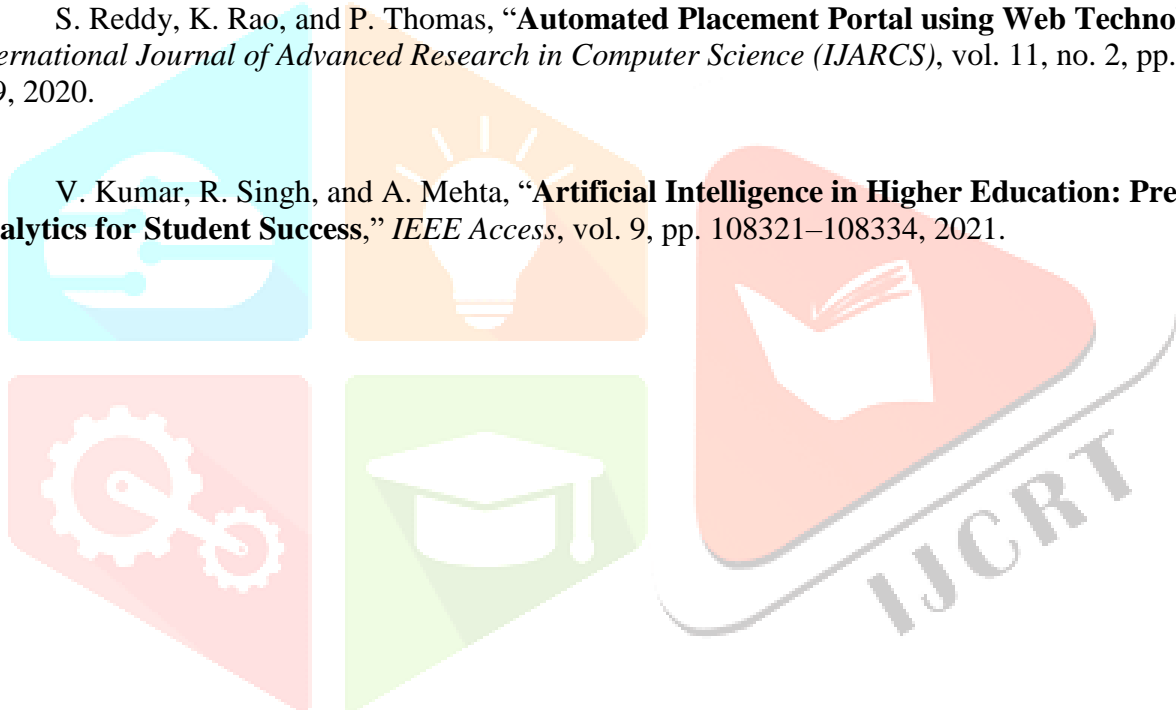 S. Reddy, K. Rao, and P. Thomas, “Automated Placement Portal using Web Techno
ernational Journal of Advanced Research in Computer Science (IJARCS), vol. 11, no. 2, pp.
9, 2020.
V. Kumar, R. Singh, and A. Mehta, “Artificial Intelligence in Higher Education: Pre
alytics for Student Success,” IEEE Access, vol. 9, pp. 108321–108334, 2021.
IJCRT